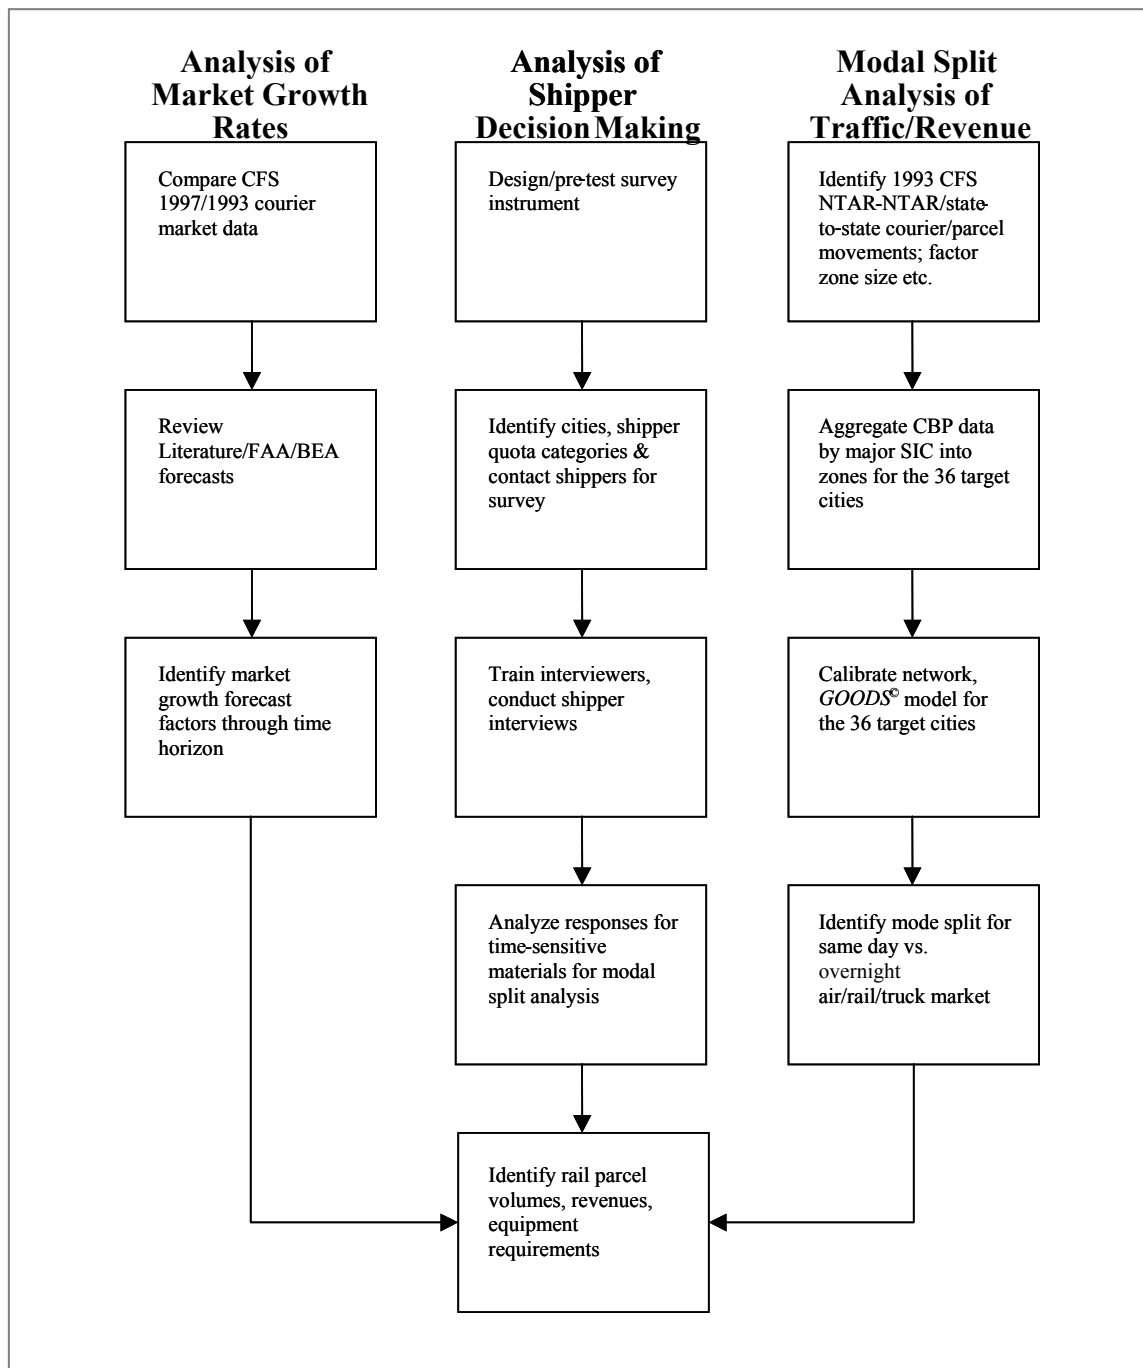 Analysis of
Market Growth
Rates
Compare CFS
1997/1993 courier
market data
Review
Literature/FAA/BEA
forecasts
Identify market
growth forecast
factors through time
horizon
Analysis of
Shipper
Decision Making
Design/pre-test survey
instrument
Identify cities, shipper
quota categories &
contact shippers for
survey
Train interviewers,
conduct shipper
interviews
Analyze responses for
time-sensitive
materials for modal
split analysis
Modal Split
Analysis of
Traffic/Revenue
Identify 1993 CFS
NTAR-NTAR/state-
to-state courier/parcel
movements; factor
zone size etc.
Aggregate CBP data
by major SIC into
zones for the 36 target
cities
Calibrate network,
GOODS© model for
the 36 target cities
Identify mode split for
same day vs.
overnight
air/rail/truck market
Identify rail parcel
volumes, revenues,
equipment
requirements